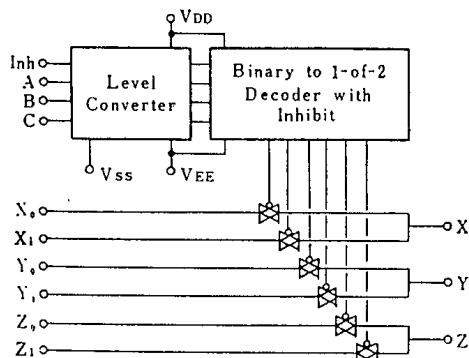 VDD
Inh
A
B
C
Level
Converter
Binary to 1-of-2
Decoder with
Inhibit
VSS
VEE
X0
X1
X
Y0
Y1
Y
Z0
Z1
Z